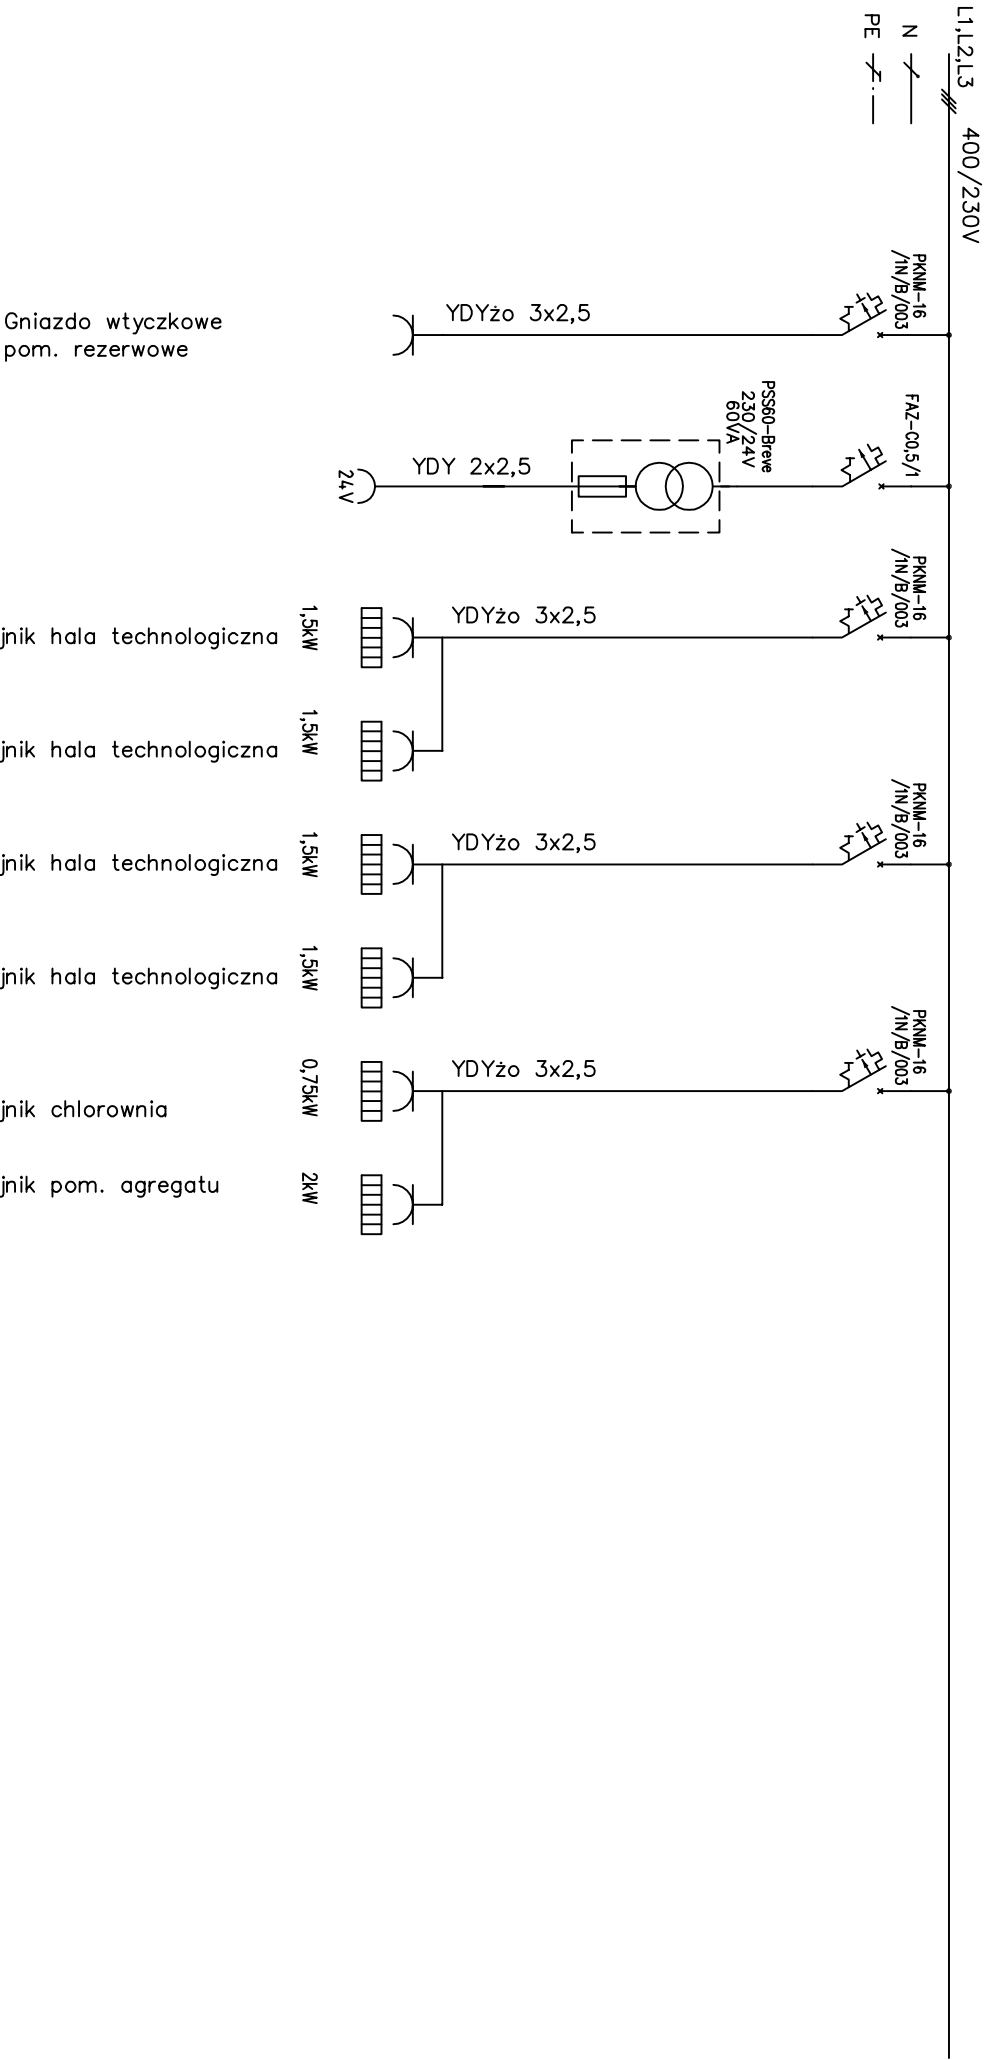 L1,L2,L3
400/230V
N
PE
PKNM-16
/1N/B/003
YDYżo 3x2,5
Gniazdo wtyczkowe
pom. rezerwowe
FAZ-C0,5/1
PSS60-Breve
230/24V
60VA
YDY 2x2,5
24V
PKNM-16
/1N/B/003
YDYżo 3x2,5
1,5kW
jnik hala technologiczna
1,5kW
jnik hala technologiczna
PKNM-16
/1N/B/003
YDYżo 3x2,5
1,5kW
jnik hala technologiczna
1,5kW
jnik hala technologiczna
PKNM-16
/1N/B/003
YDYżo 3x2,5
0,75kW
jnik chlorownia
2kW
jnik pom. agregatu